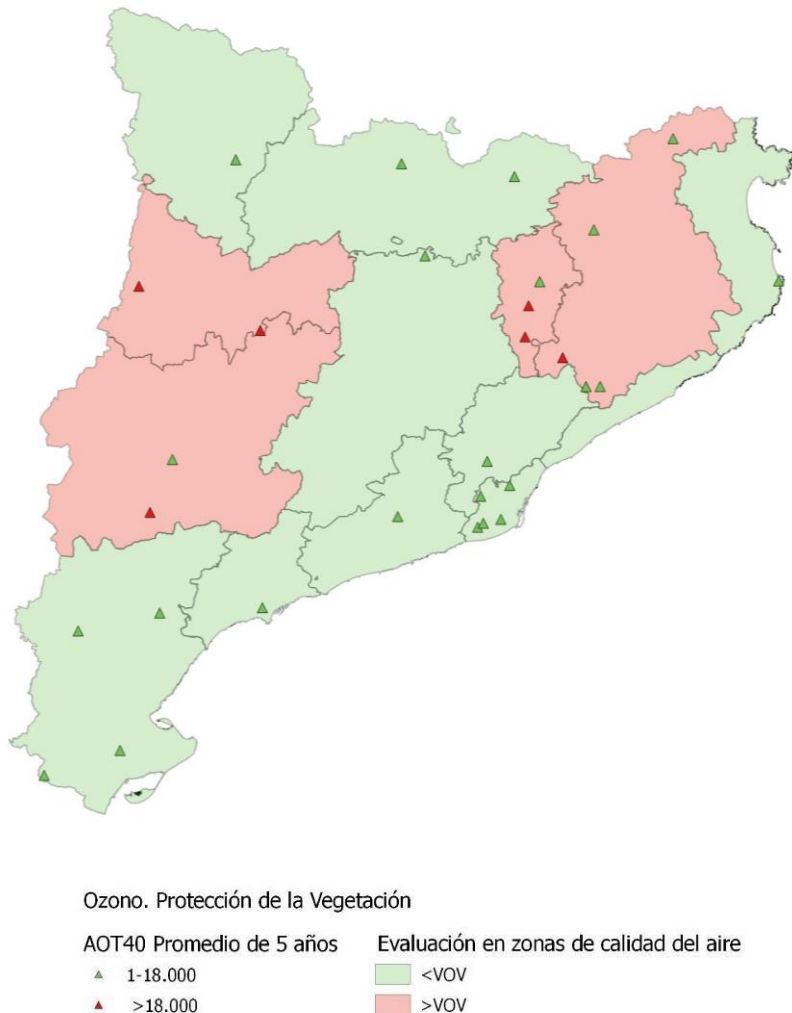 Ozono. Protección de la Vegetación
AOT40 Promedio de 5 años Evaluación en zonas de calidad del aire
1-18.000 <VOV
>18.000 >VOV